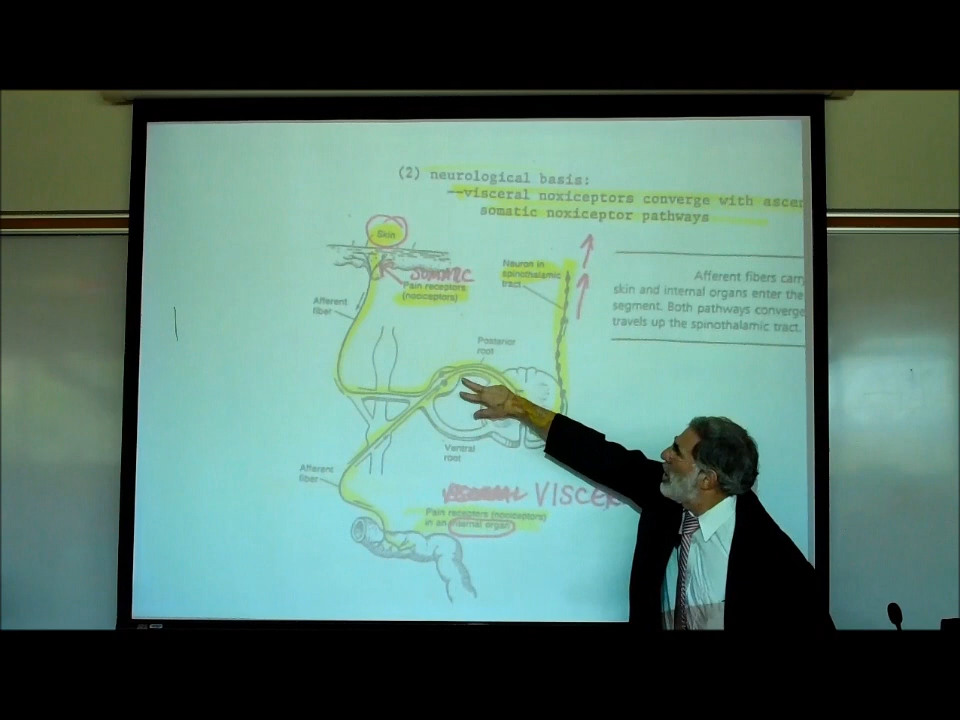 (2) neurological basis:
—visceral noxiceptors converge with ascen
somatic noxiceptor pathways
Skin
SOMATIC
Pain receptors
(nociceptors)
Neuron in
spinothalamic
tract
Afferent fibers carry
skin and internal organs enter the
segment. Both pathways converge
travels up the spinothalamic tract.
Afferent
fiber
Posterior
root
Ventral
root
Afferent
fiber
VISCER
Pain receptors (nociceptors)
in an internal organ